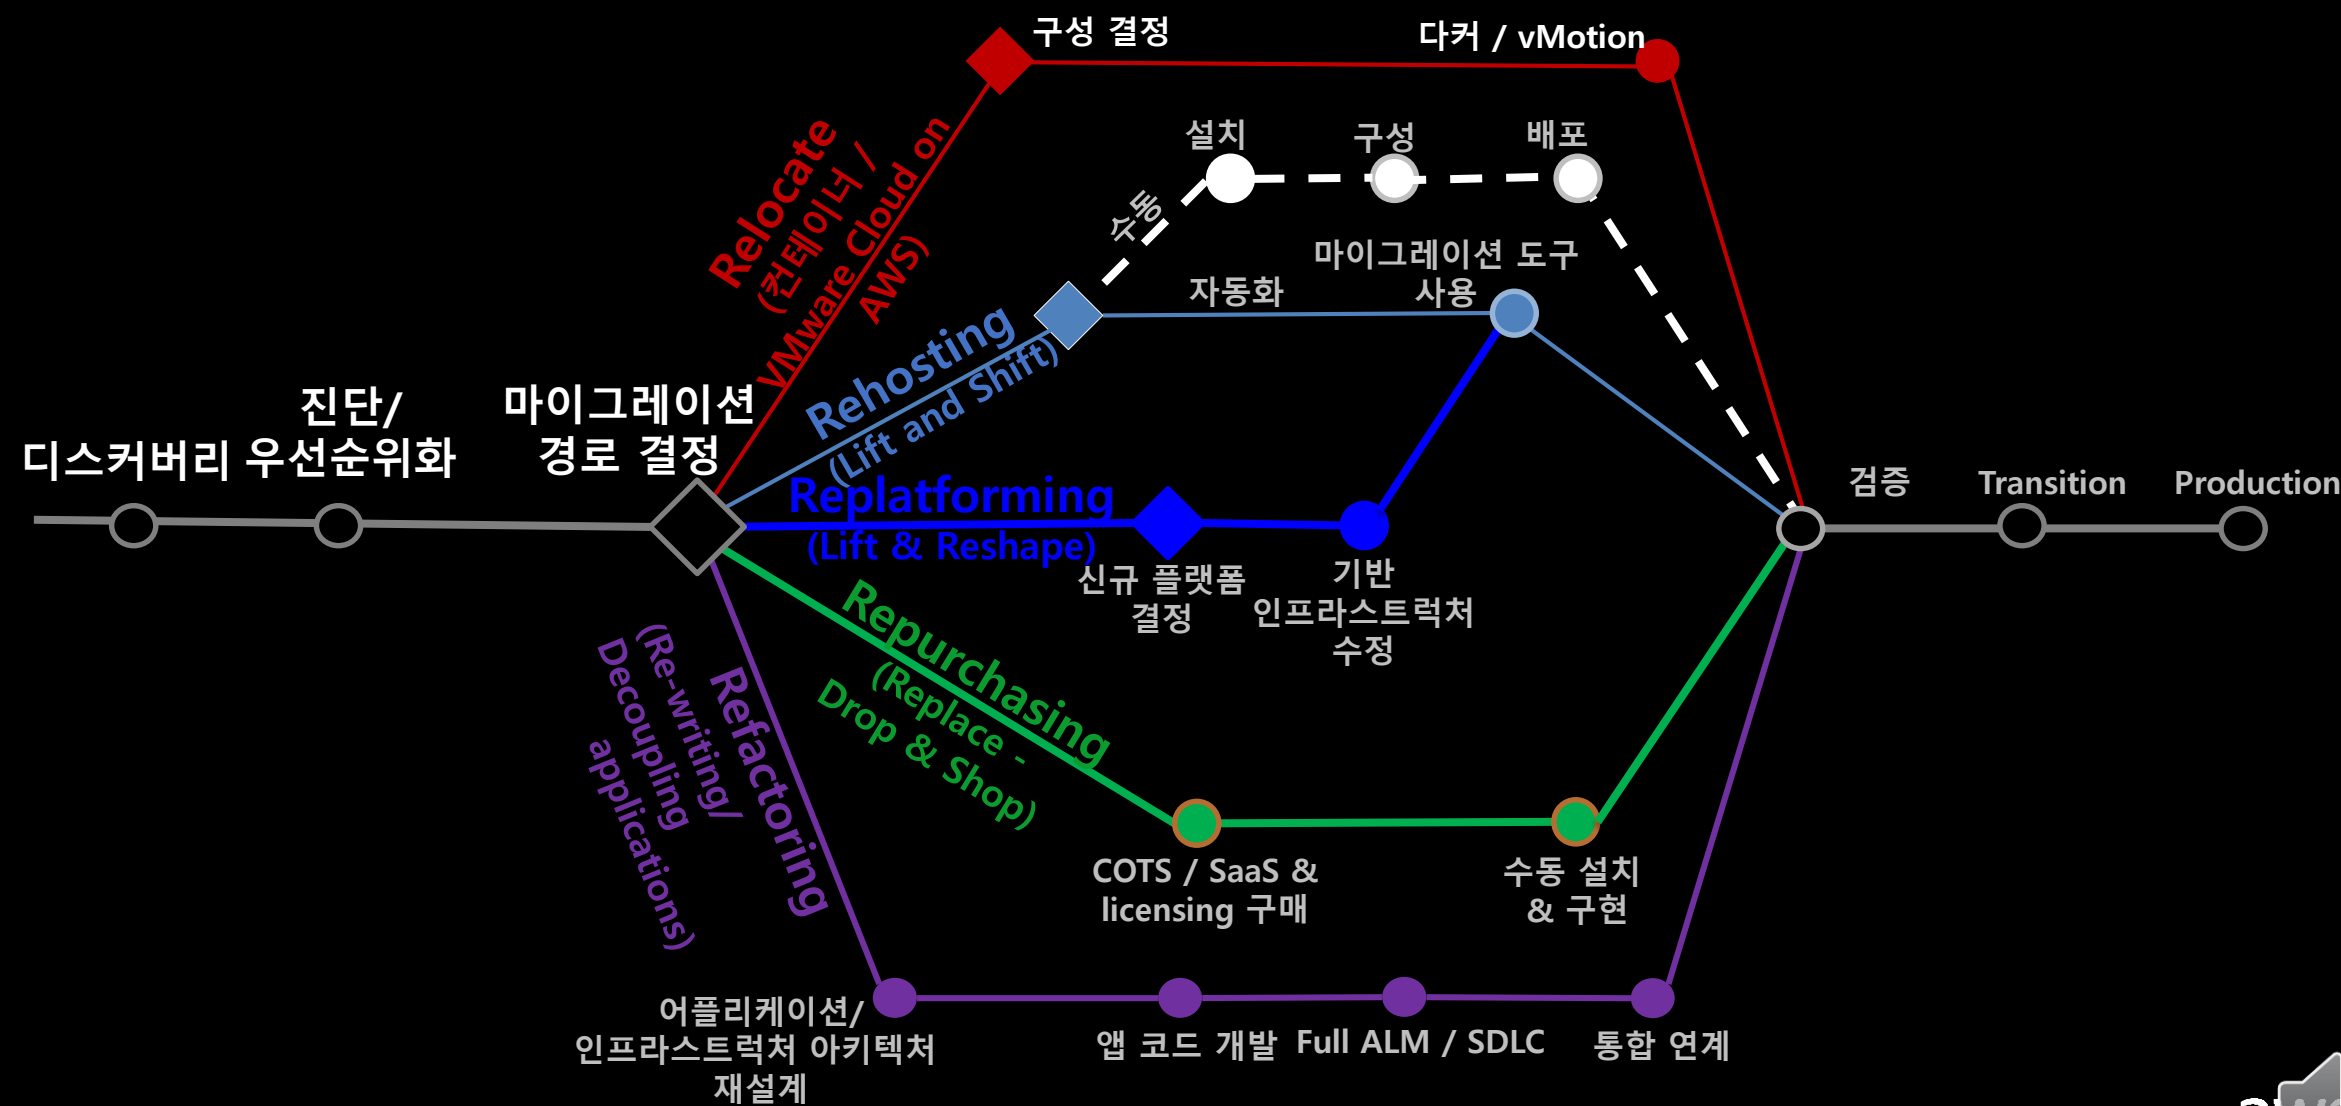 구성 결정
다커 / vMotion
Relocate
(컨테이너 /
VMware Cloud on
AWS)
설치
구성
배포
수동
마이그레이션 도구
사용
자동화
Rehosting
(Lift and Shift)
진단/
우선순위화
디스커버리
마이그레이션
경로 결정
Replatforming
(Lift & Reshape)
신규 플랫폼
결정
기반
인프라스트럭처
수정
검증
Transition
Production
Repurchasing
(Replace -
Drop & Shop)
COTS / SaaS &
licensing 구매
수동 설치
& 구현
Refactoring
(Re-writing/
Decoupling
applications)
어플리케이션/
인프라스트럭처 아키텍처
재설계
앱 코드 개발
Full ALM / SDLC
통합 연계